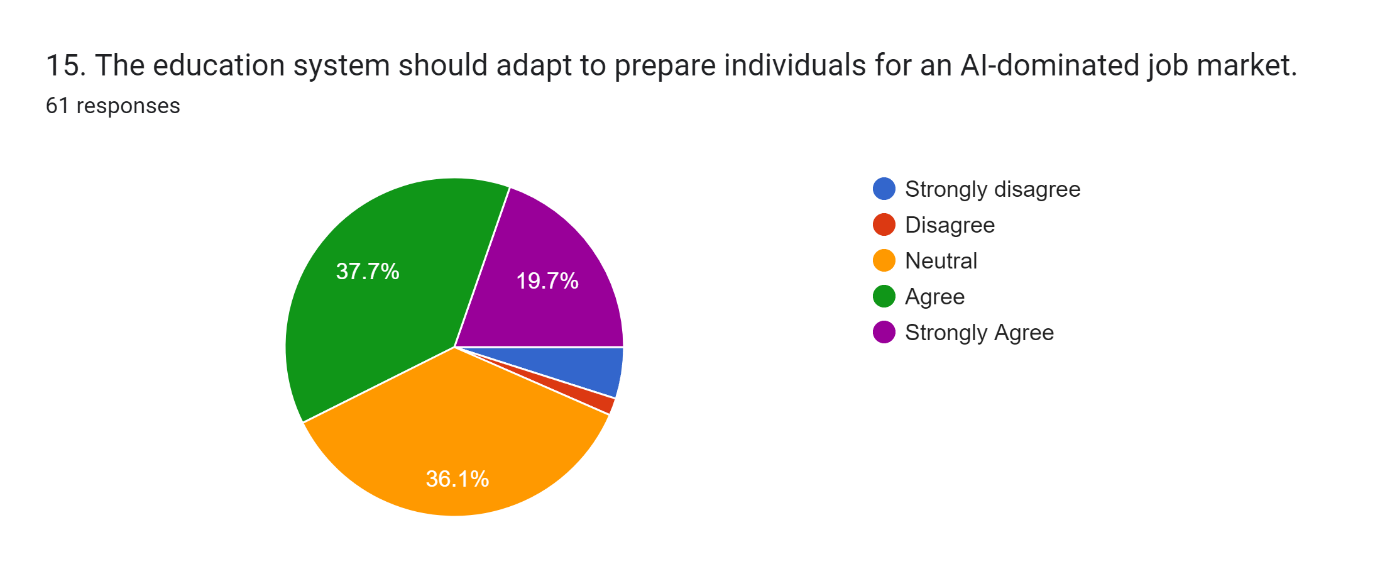 15. The education system should adapt to prepare individuals for an AI-dominated job market.
61 responses
37.7%
19.7%
36.1%
Strongly disagree
Disagree
Neutral
Agree
Strongly Agree